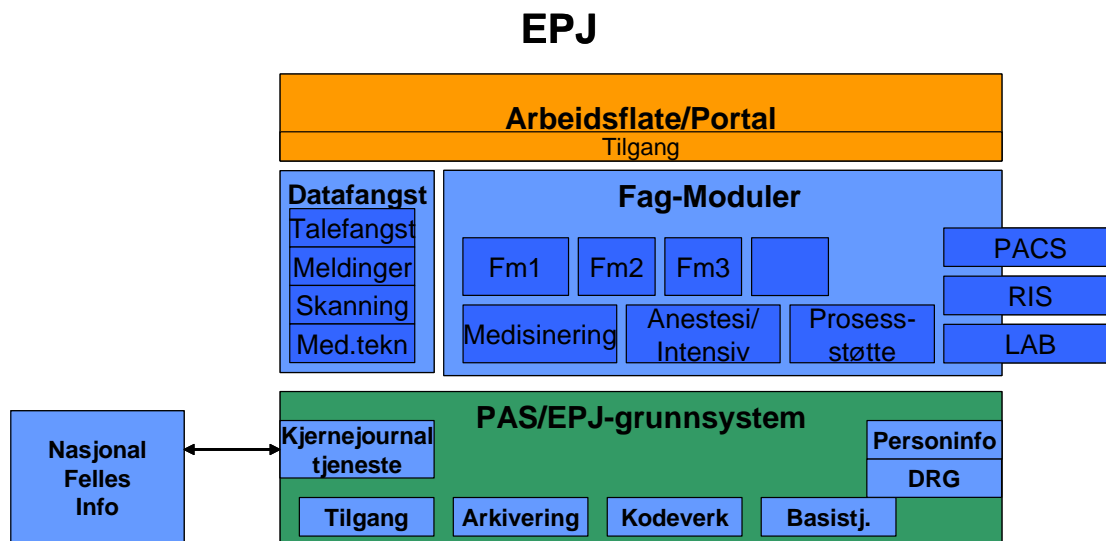 EPJ
Arbeidsflate/Portal
Tilgang
Datafangst
Talefangst
Meldinger
Skanning
Med.tekn
Fag-Moduler
Fm1
Fm2
Fm3
Medisinering
Anestesi/
Intensiv
Prosess-
støtte
PACS
RIS
LAB
PAS/EPJ-grunnsystem
Nasjonal
Felles
Info
Kjernejournal
tjeneste
Personinfo
DRG
Tilgang
Arkivering
Kodeverk
Basistj.